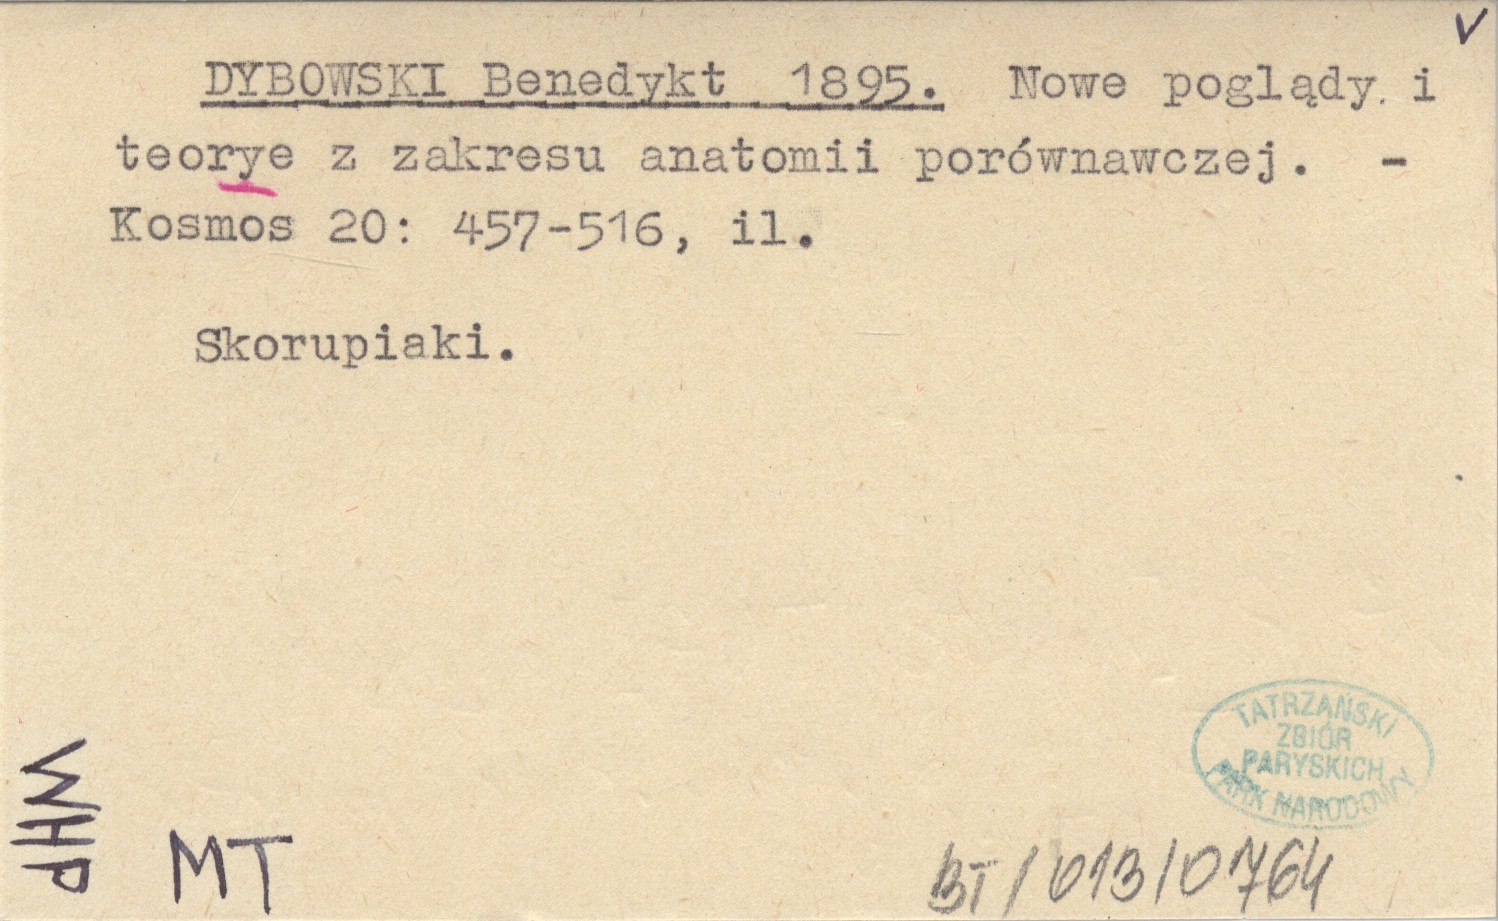 V
DYBOWSKI Benedykt 1895. Nowe poglądy i
teorye z zakresu anatomii porównawczej. -
Kosmos 20: 457-516, il.
Skorupiaki.
TATRZAŃSKI
ZBIÓR
PARYSKICH
PARK NARODOWY
WHP
MT
BT/013/0764